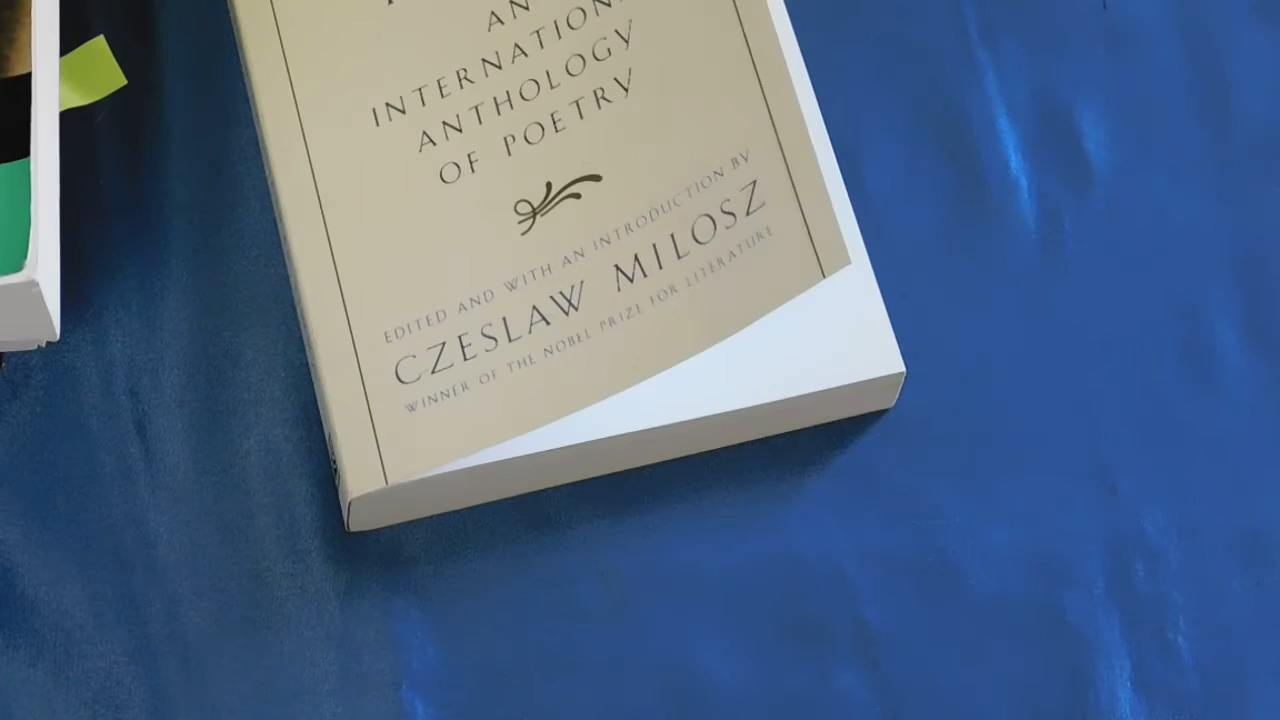 AN
INTERNATION
ANTHOLOGY
OF POETRY
EDITED AND WITH AN INTRODUCTION BY
CZESLAW MILOSZ
WINNER OF THE NOBEL PRIZE FOR LITERATURE